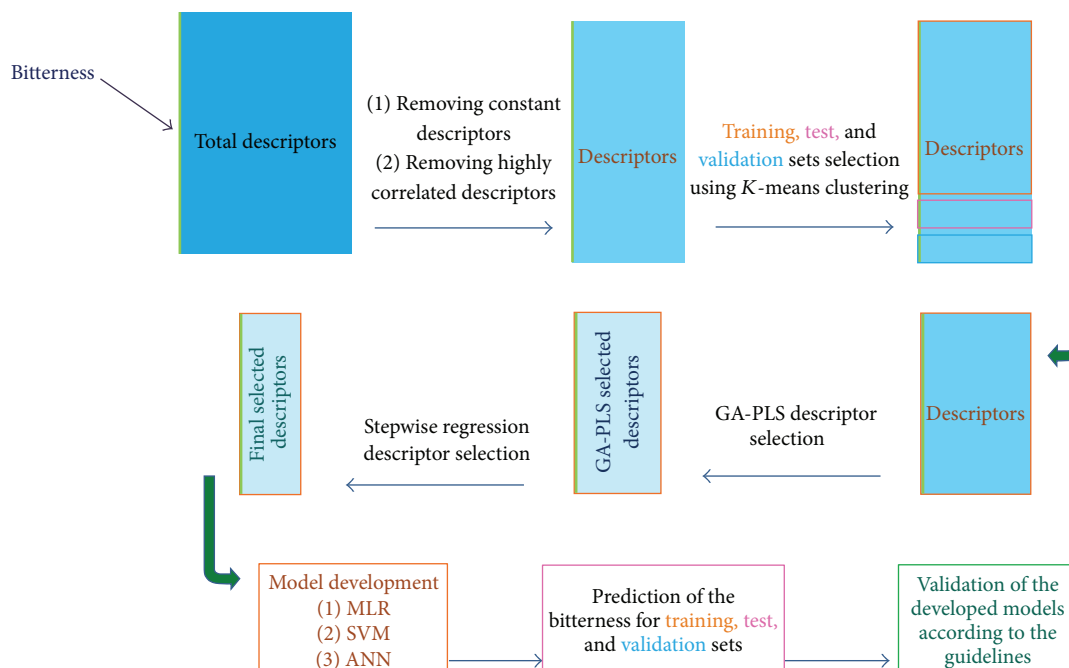 Bitterness
Total descriptors
(1) Removing constant
descriptors
(2) Removing highly
correlated descriptors
Descriptors
Training, test, and
validation sets selection
using K-means clustering
Descriptors
Descriptors
GA-PLS descriptor
selection
GA-PLS selected
descriptors
Stepwise regression
descriptor selection
Final selected
descriptors
Model development
(1) MLR
(2) SVM
(3) ANN
Prediction of the
bitterness for training, test,
and validation sets
Validation of the
developed models
according to the
guidelines